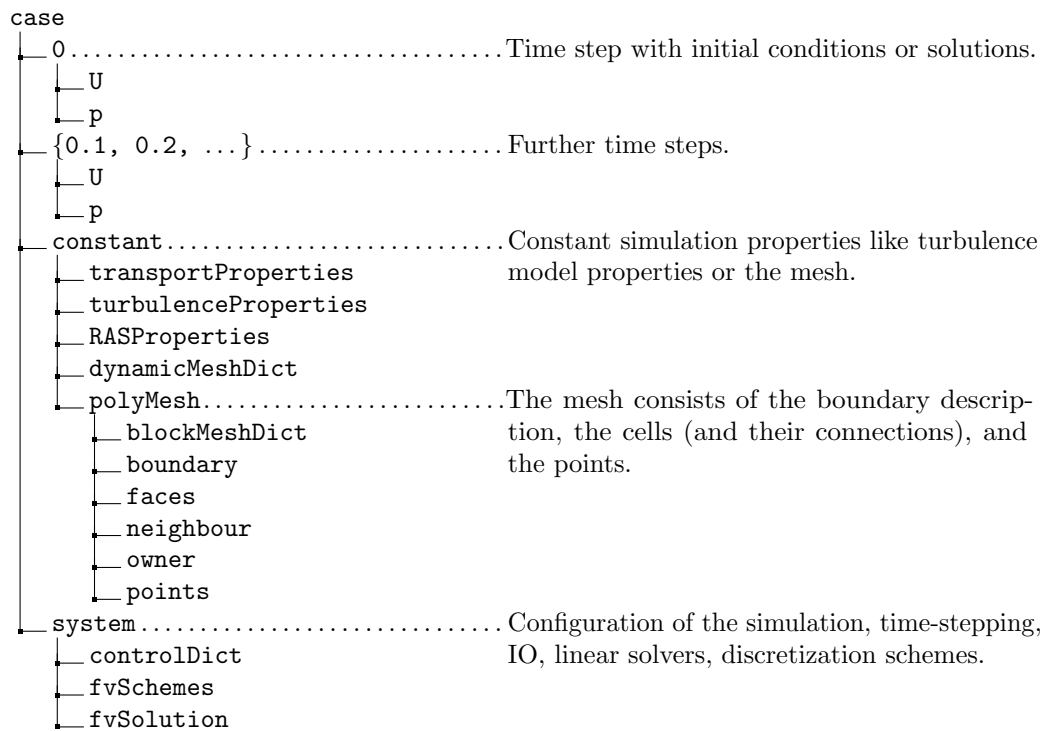 case
0 Time step with initial conditions or solutions.
U
p
{0.1, 0.2, ...} Further time steps.
U
p
constant Constant simulation properties like turbulence
transportProperties model properties or the mesh.
turbulenceProperties
RASProperties
dynamicMeshDict
polyMesh The mesh consists of the boundary descrip-
blockMeshDict tion, the cells (and their connections), and
boundary the points.
faces
neighbour
owner
points
system Configuration of the simulation, time-stepping,
controlDict IO, linear solvers, discretization schemes.
fvSchemes
fvSolution